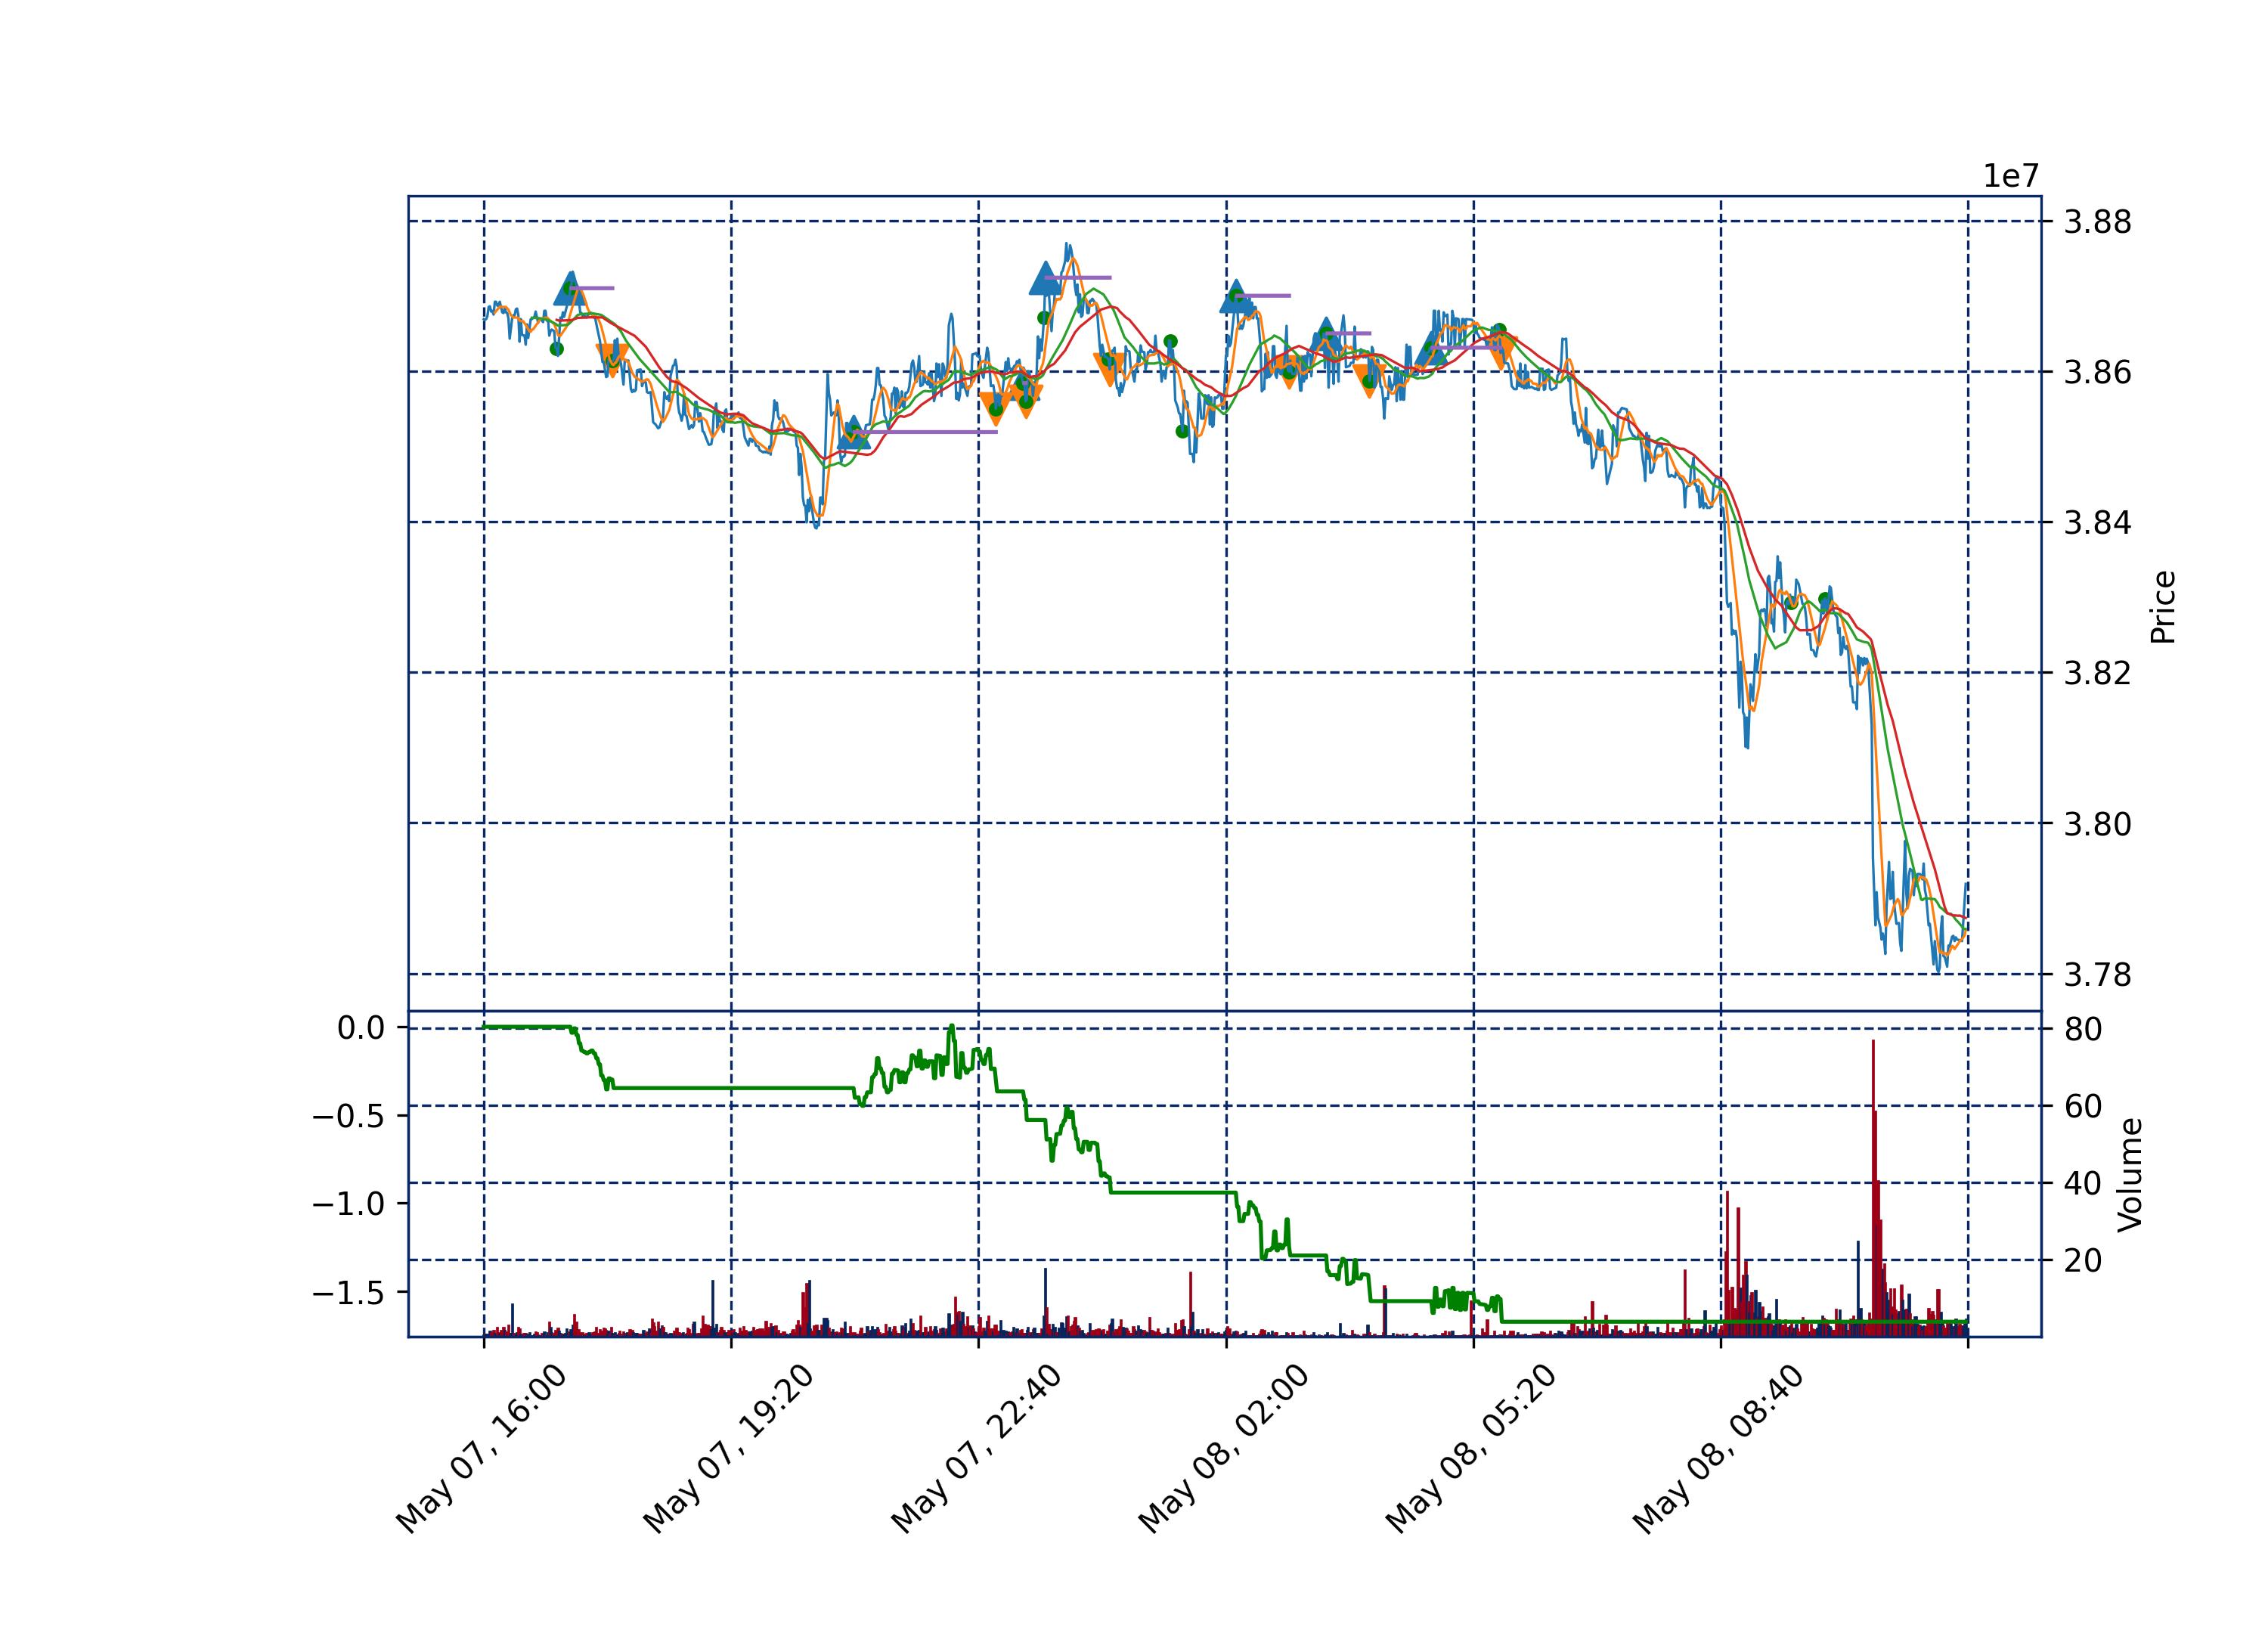 1e7
3.88
3.86
3.84
3.82
3.80
3.78
Price
0.0
−0.5
−1.0
−1.5
80
60
40
20
Volume
May 07, 16:00
May 07, 19:20
May 07, 22:40
May 08, 02:00
May 08, 05:20
May 08, 08:40